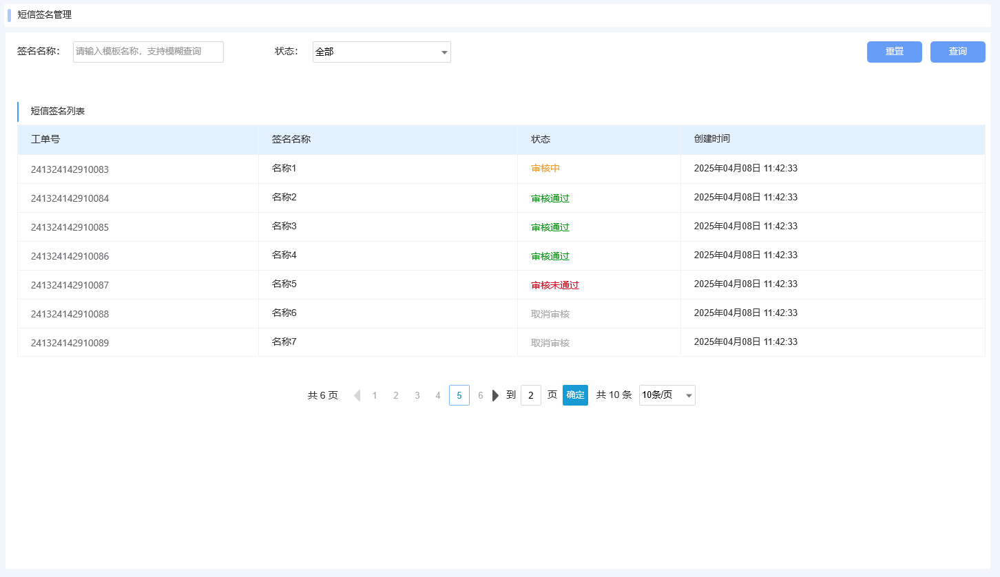 短信签名管理
签名名称： 请输入模板名称，支持模糊查询 状态： 全部 重置 查询
短信签名列表
工单号 签名名称 状态 创建时间
241324142910083 名称1 审核中 2025年04月08日 11:42:33
241324142910084 名称2 审核通过 2025年04月08日 11:42:33
241324142910085 名称3 审核通过 2025年04月08日 11:42:33
241324142910086 名称4 审核通过 2025年04月08日 11:42:33
241324142910087 名称5 审核未通过 2025年04月08日 11:42:33
241324142910088 名称6 取消审核 2025年04月08日 11:42:33
241324142910089 名称7 取消审核 2025年04月08日 11:42:33
共 6 页 1 2 3 4 5 6 到 2 页 确定 共 10 条 10条/页